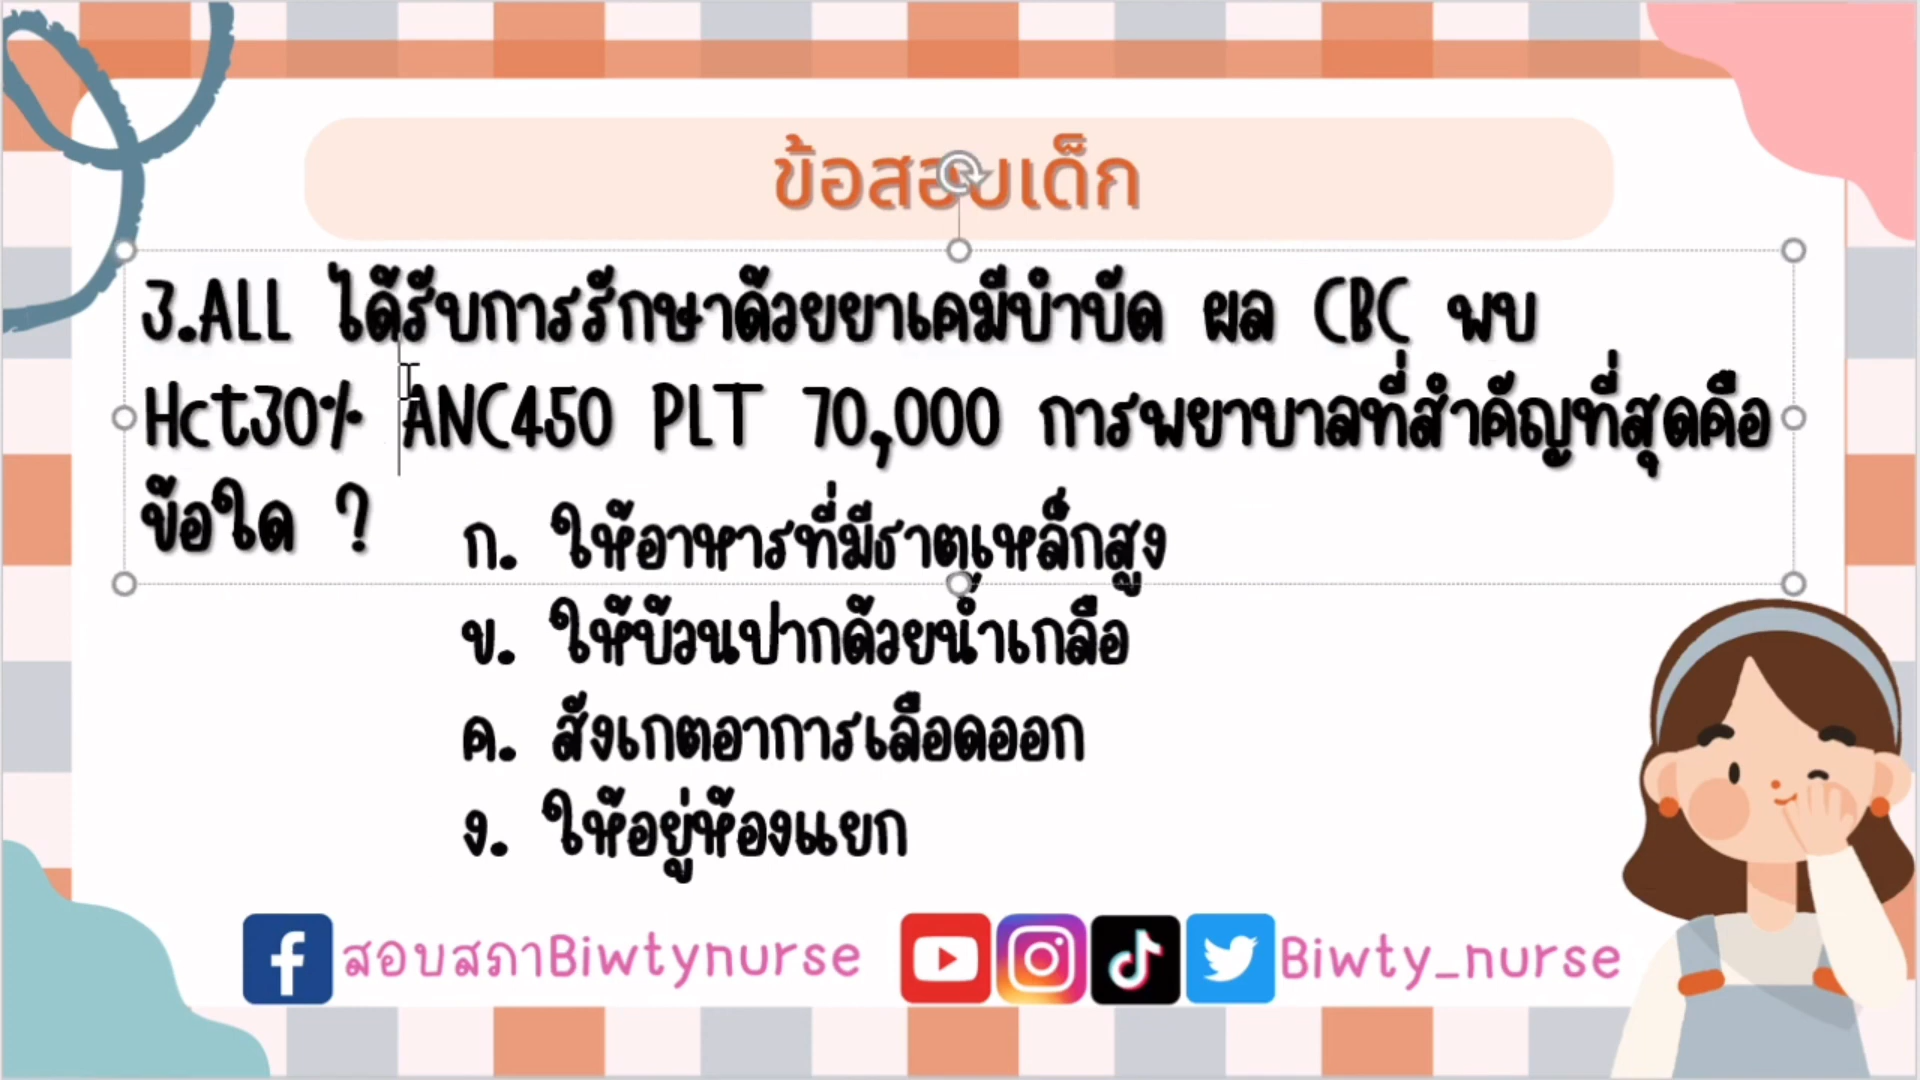 ข้อสอบเด็ก
3.ALL ได้รับการรักษาด้วยยาเคมีบำบัด ผล CBC พบ
Hct30% ANC450 PLT 70,000 การพยาบาลที่สำคัญที่สุดคือ
ข้อใด ?
ก. ให้อาหารที่มีธาตุเหล็กสูง
ข. ให้บ้วนปากด้วยน้ำเกลือ
ค. สังเกตอาการเลือดออก
ง. ให้อยู่ห้องแยก
สอบสภาBiwtynurse Biwty_nurse